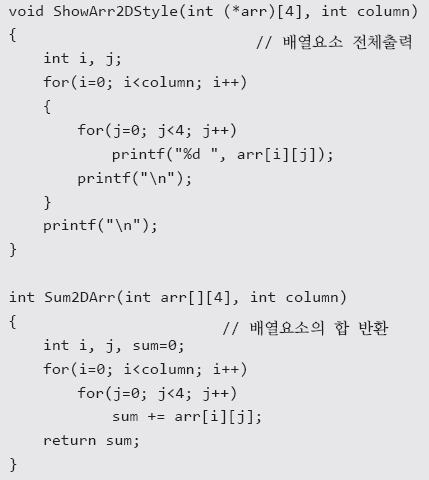 void ShowArr2DStyle(int (*arr)[4], int column)
{ // 배열요소 전체출력
    int i, j;
    for(i=0; i<column; i++)
    {
        for(j=0; j<4; j++)
            printf("%d ", arr[i][j]);
        printf("\n");
    }
    printf("\n");
}

int Sum2DArr(int arr[][4], int column)
{ // 배열요소의 합 반환
    int i, j, sum=0;
    for(i=0; i<column; i++)
        for(j=0; j<4; j++)
            sum += arr[i][j];
    return sum;
}